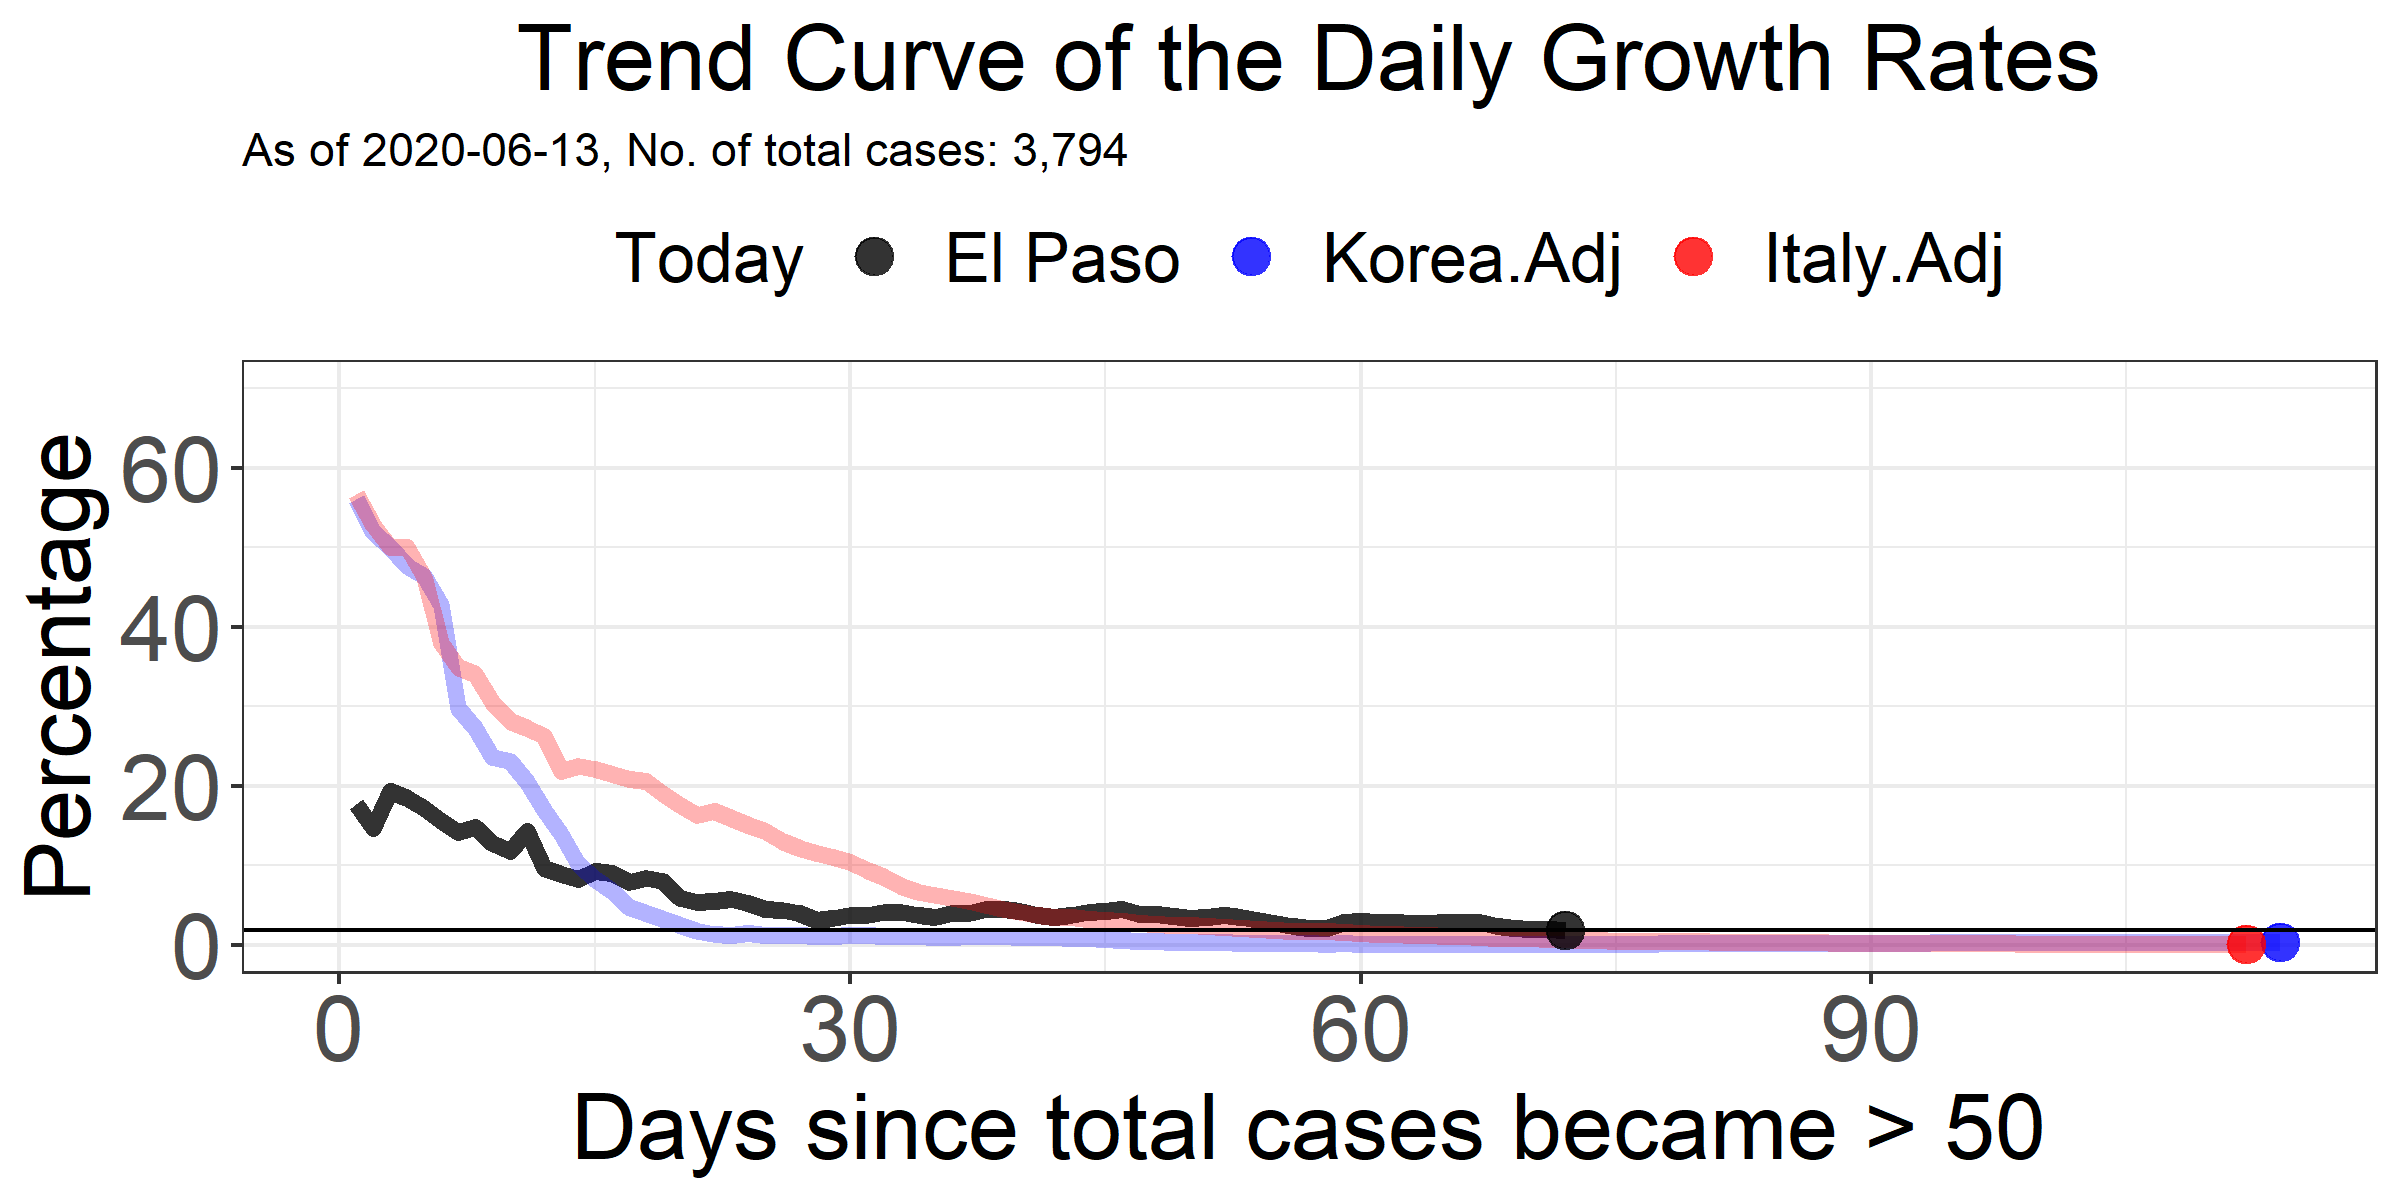 Trend Curve of the Daily Growth Rates
As of 2020-06-13, No. of total cases: 3,794
Today El Paso Korea.Adj Italy.Adj
Percentage
60
40
20
0
0 30 60 90
Days since total cases became > 50